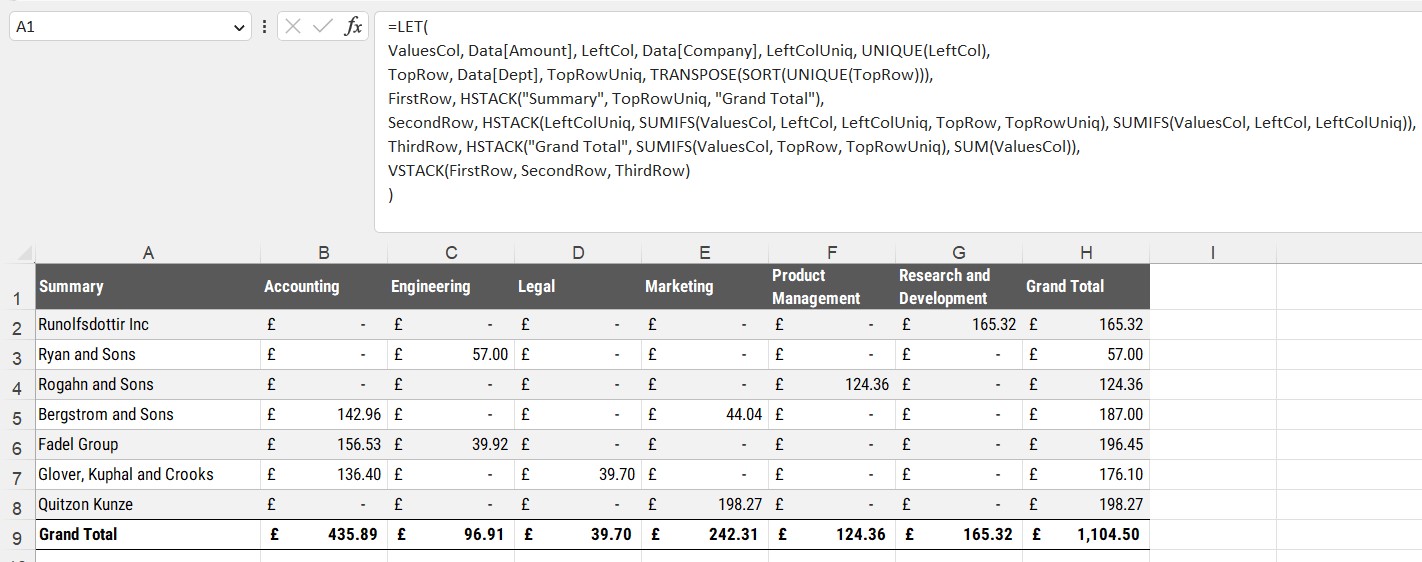 A1
fx
=LET(
ValuesCol, Data[Amount], LeftCol, Data[Company], LeftColUniq, UNIQUE(LeftCol),
TopRow, Data[Dept], TopRowUniq, TRANSPOSE(SORT(UNIQUE(TopRow))),
FirstRow, HSTACK("Summary", TopRowUniq, "Grand Total"),
SecondRow, HSTACK(LeftColUniq, SUMIFS(ValuesCol, LeftCol, LeftColUniq, TopRow, TopRowUniq), SUMIFS(ValuesCol, LeftCol, LeftColUniq)),
ThirdRow, HSTACK("Grand Total", SUMIFS(ValuesCol, TopRow, TopRowUniq), SUM(ValuesCol)),
VSTACK(FirstRow, SecondRow, ThirdRow)
)
A B C D E F G H I
1 Summary Accounting Engineering Legal Marketing Product Management Research and Development Grand Total
2 Runolfsdottir Inc £ - £ - £ - £ - £ - £ 165.32 £ 165.32
3 Ryan and Sons £ - £ 57.00 £ - £ - £ - £ - £ 57.00
4 Rogahn and Sons £ - £ - £ - £ - £ 124.36 £ - £ 124.36
5 Bergstrom and Sons £ 142.96 £ - £ - £ 44.04 £ - £ - £ 187.00
6 Fadel Group £ 156.53 £ 39.92 £ - £ - £ - £ - £ 196.45
7 Glover, Kuphal and Crooks £ 136.40 £ - £ 39.70 £ - £ - £ - £ 176.10
8 Quitzon Kunze £ - £ - £ - £ 198.27 £ - £ - £ 198.27
9 Grand Total £ 435.89 £ 96.91 £ 39.70 £ 242.31 £ 124.36 £ 165.32 £ 1,104.50